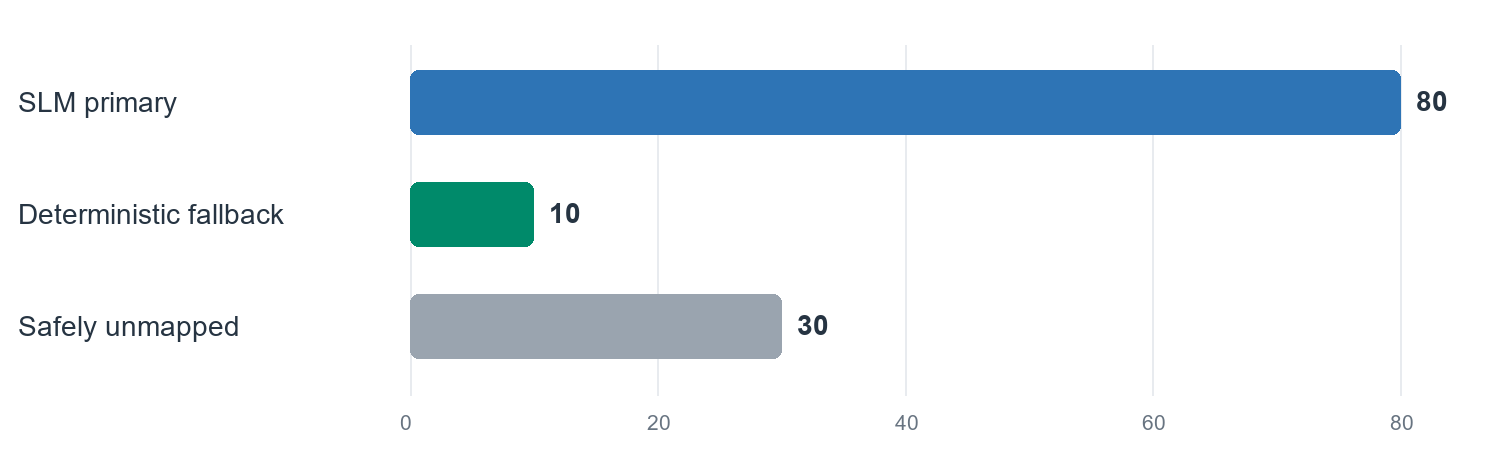 SLM primary
80
Deterministic fallback
10
Safely unmapped
30
0 20 40 60 80